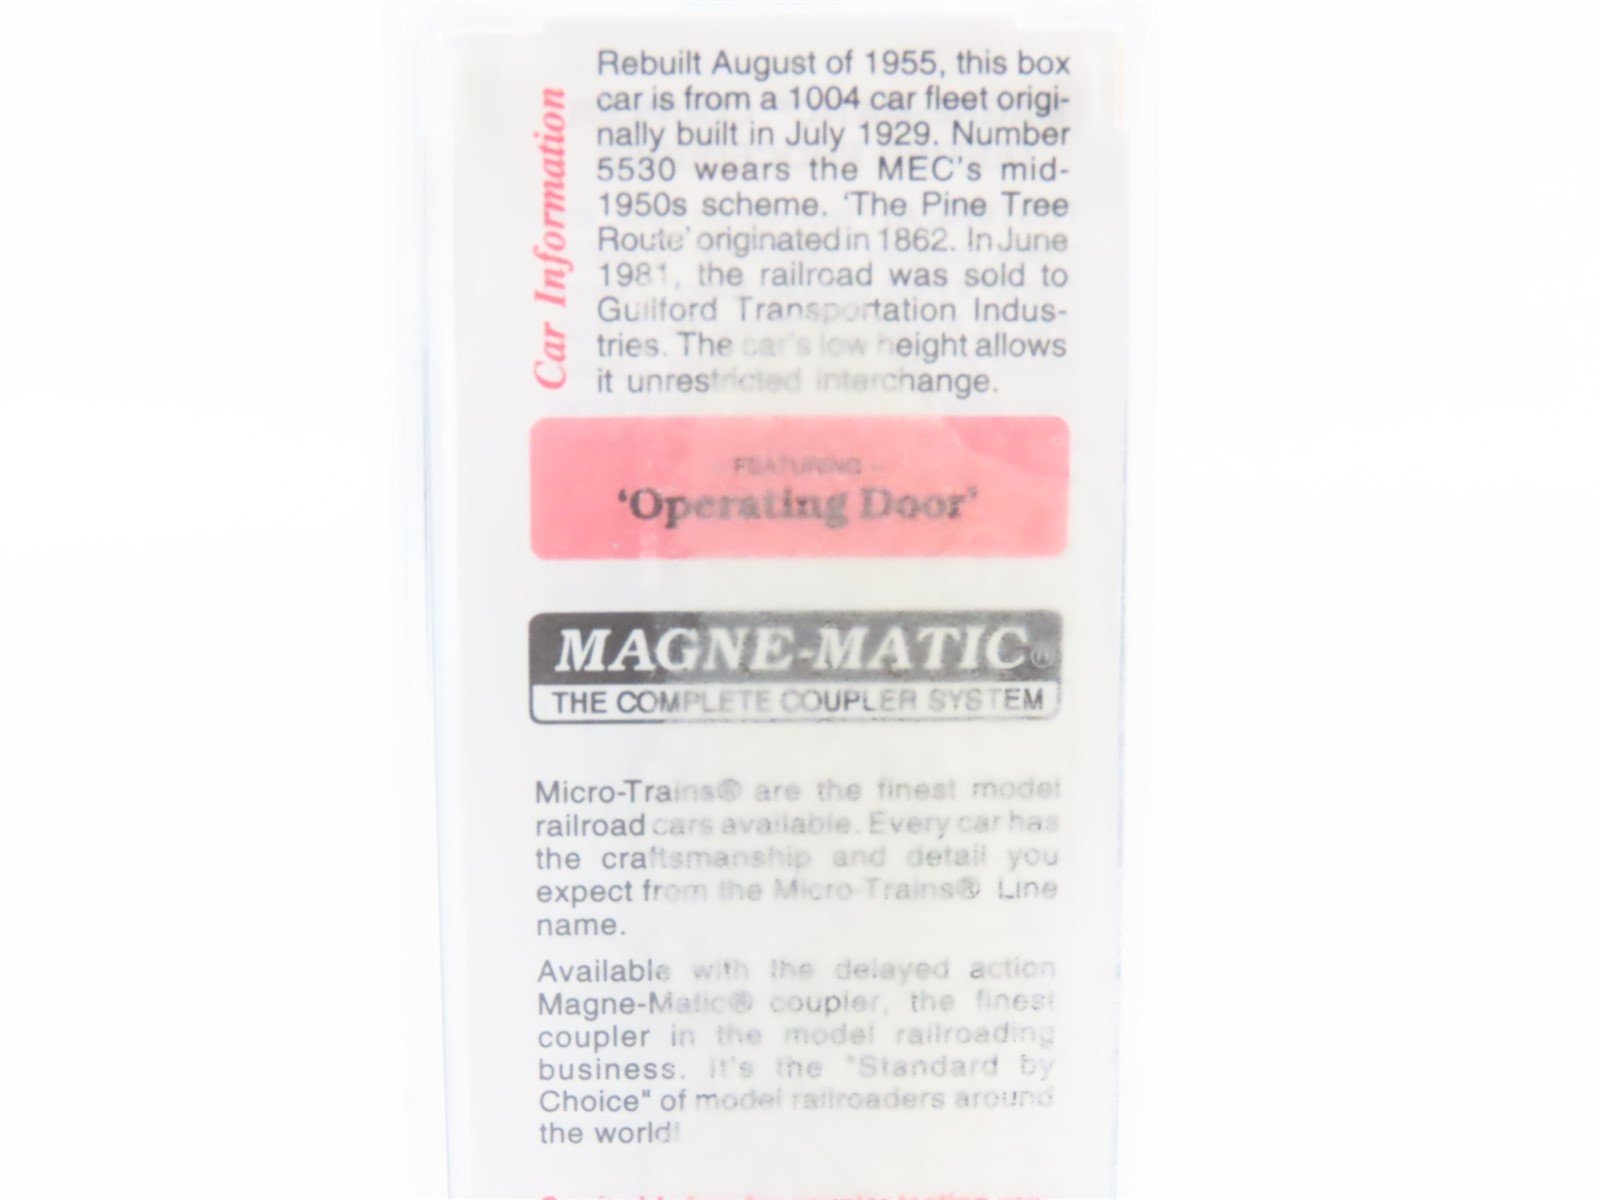 Car Information
Rebuilt August of 1955, this box
car is from a 1004 car fleet origi-
nally built in July 1929. Number
5530 wears the MEC's mid-
1950s scheme. 'The Pine Tree
Route' originated in 1862. In June
1981, the railroad was sold to
Guilford Transportation Indus-
tries. The car's low height allows
it unrestricted interchange.
- FEATURING -
'Operating Door'
MAGNE-MATIC®
THE COMPLETE COUPLER SYSTEM
Micro-Trains® are the finest model
railroad cars available. Every car has
the craftsmanship and detail you
expect from the Micro-Trains® Line
name.
Available with the delayed action
Magne-Matic® coupler, the finest
coupler in the model railroading
business. It's the "Standard by
Choice" of model railroaders around
the world!